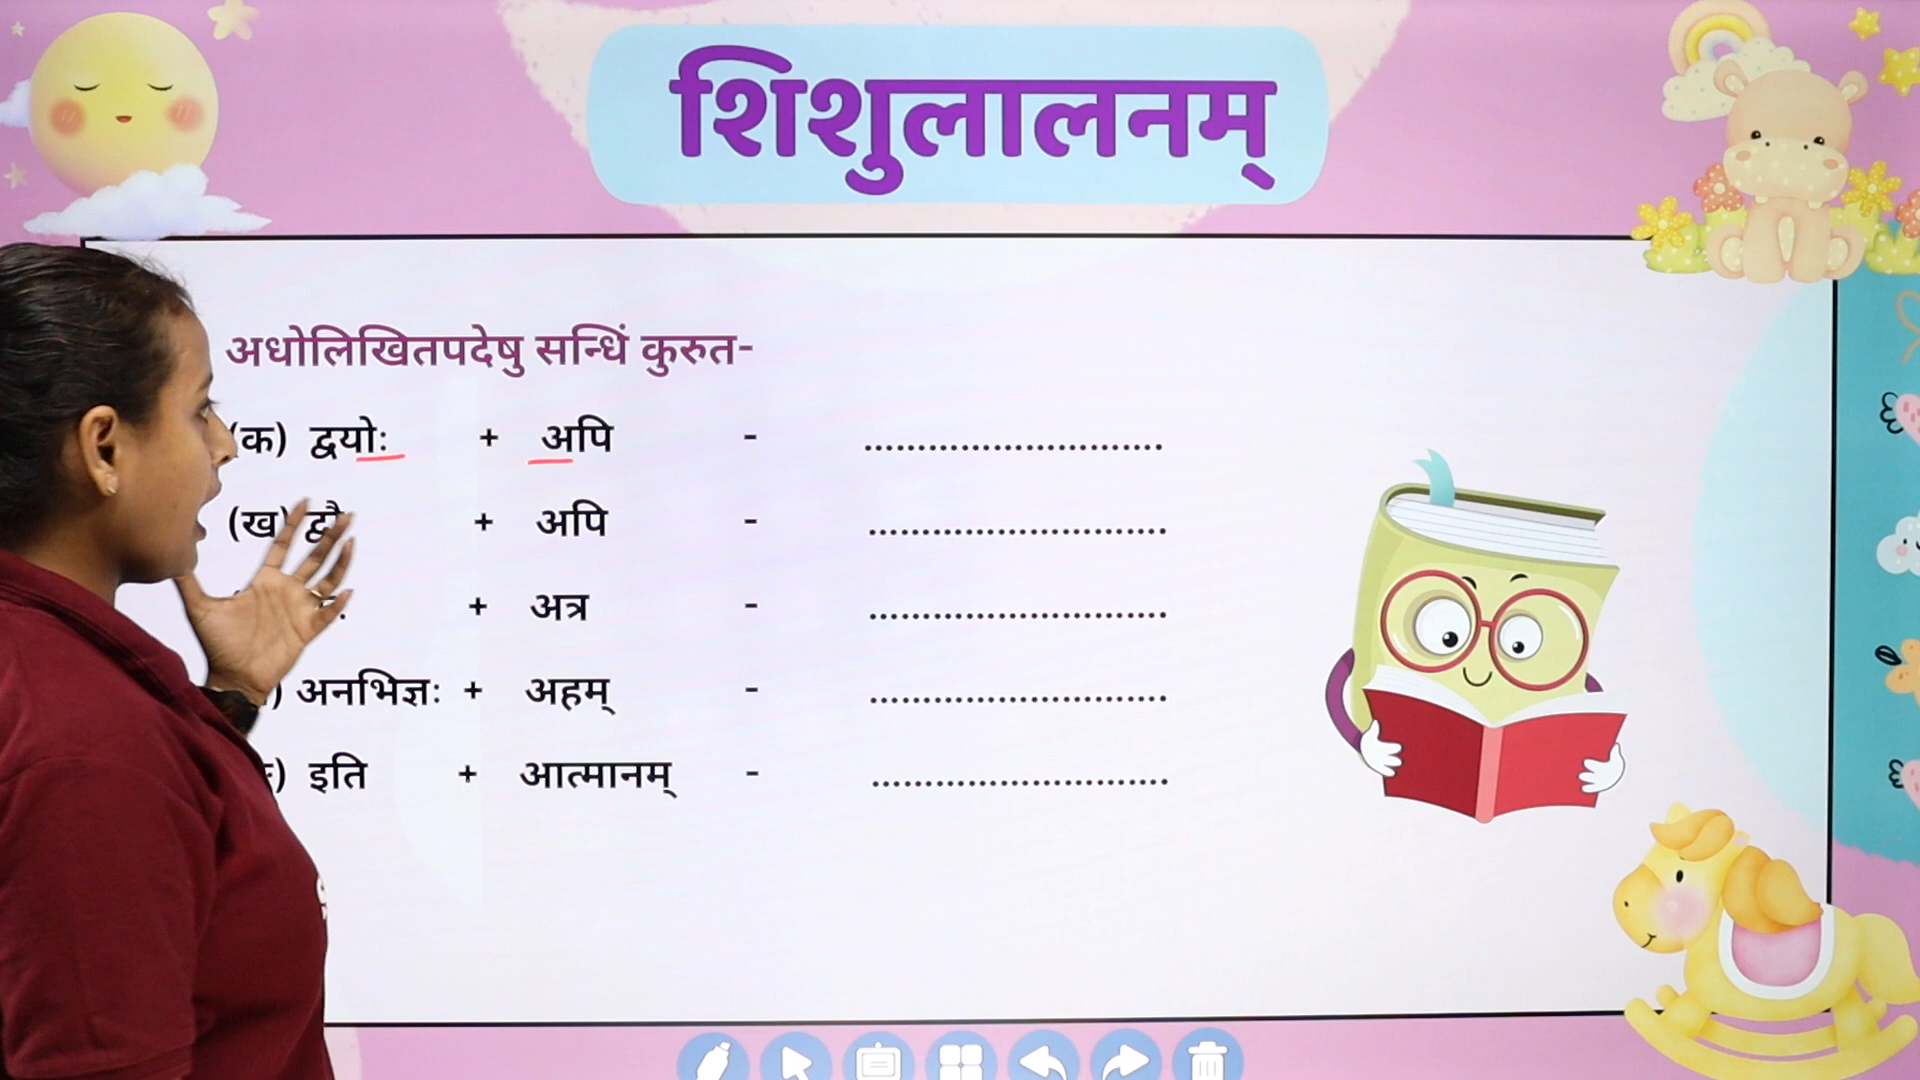 शिशुलालनम्
अधोलिखितपदेषु सन्धिं कुरुत-
(क) द्वयोः + अपि - ..............................
(ख) द्वौ + अपि - ..............................
+ अत्र - ..............................
) अनभिज्ञः + अहम् - ..............................
) इति + आत्मानम् - ..............................